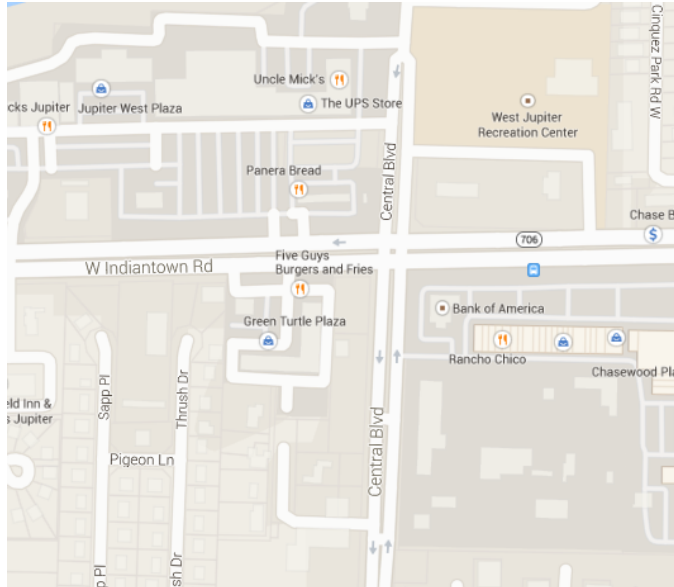 Cinquez Park Rd W
Uncle Mick's
The UPS Store
cks Jupiter
Jupiter West Plaza
West Jupiter
Recreation Center
Central Blvd
Panera Bread
Chase B
$
706
W Indiantown Rd
Five Guys
Burgers and Fries
Bank of America
Green Turtle Plaza
Rancho Chico
Chasewood Pla
Sapp Pl
Thrush Dr
eld Inn &
s Jupiter
Pigeon Ln
Central Blvd
p Pl
ush Dr